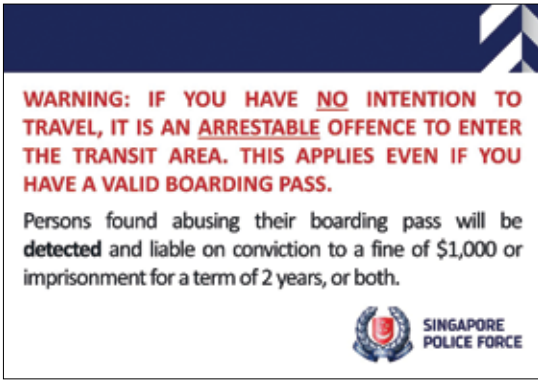 WARNING: IF YOU HAVE NO INTENTION TO
TRAVEL, IT IS AN ARRESTABLE OFFENCE TO ENTER
THE TRANSIT AREA. THIS APPLIES EVEN IF YOU
HAVE A VALID BOARDING PASS.
Persons found abusing their boarding pass will be
detected and liable on conviction to a fine of $1,000 or
imprisonment for a term of 2 years, or both.
SINGAPORE
POLICE FORCE